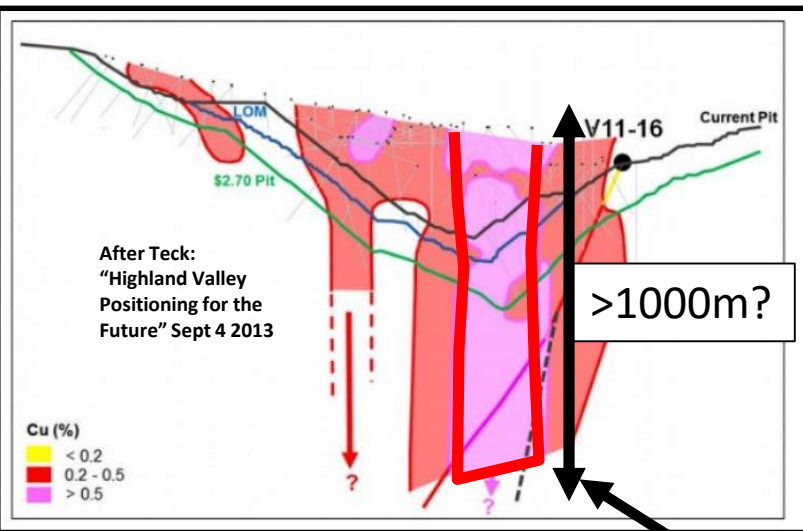 LOM
V11-16
Current Pit
$2.70 Pit
After Teck:
“Highland Valley
Positioning for the
Future” Sept 4 2013
>1000m?
Cu (%)
< 0.2
0.2 - 0.5
> 0.5
?
?